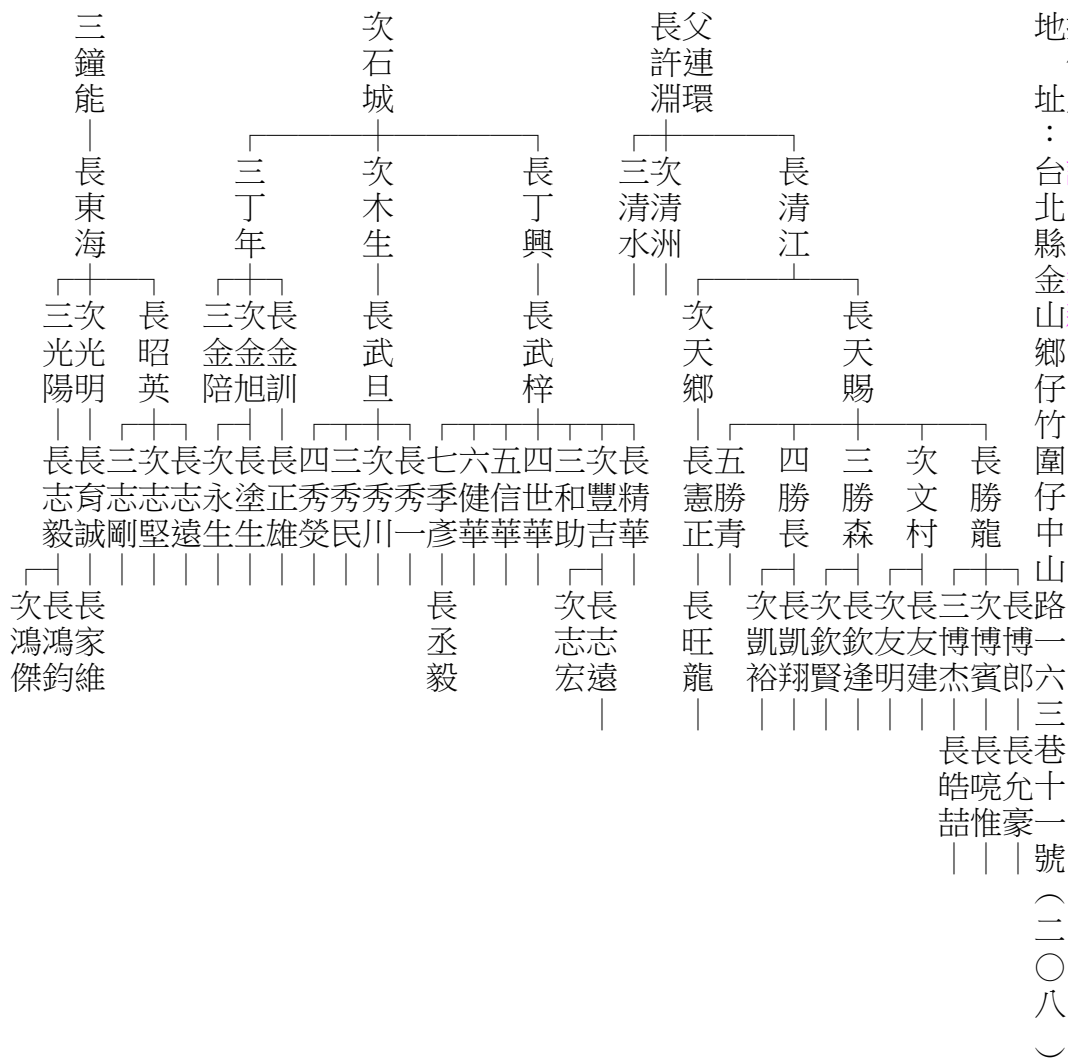 地址：台北縣金山鄉仔竹圍仔中山路一六三巷十一號（二〇八）
父連環
長許淵
次石城
三鐘能
長清江
次清洲
三清水
長丁興
次木生
三丁年
長東海
長天賜
次天鄉
長武梓
長武旦
長金訓
次金旭
三金陪
長昭英
次光明
三光陽
長勝龍
次文村
三勝森
四勝長
五勝青
長憲正
長精華
次豐吉
三和助
四世華
五信華
六健華
七季彥
長秀一
次秀川
三秀民
四秀熒
長正雄
長塗生
次永生
長志遠
次志堅
三志剛
長育誠
長志毅
長博郎
次博賓
三博杰
長友建
次友明
長欽逢
次欽賢
長凱翔
次凱裕
長旺龍
長志遠
次志宏
長丞毅
長家維
長鴻鈞
次鴻傑
長允豪
長喨惟
長皓喆